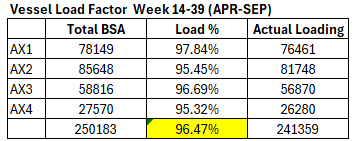 Vessel Load Factor Week 14-39 (APR-SEP)
Total BSA Load % Actual Loading
AX1 78149 97.84% 76461
AX2 85648 95.45% 81748
AX3 58816 96.69% 56870
AX4 27570 95.32% 26280
250183 96.47% 241359